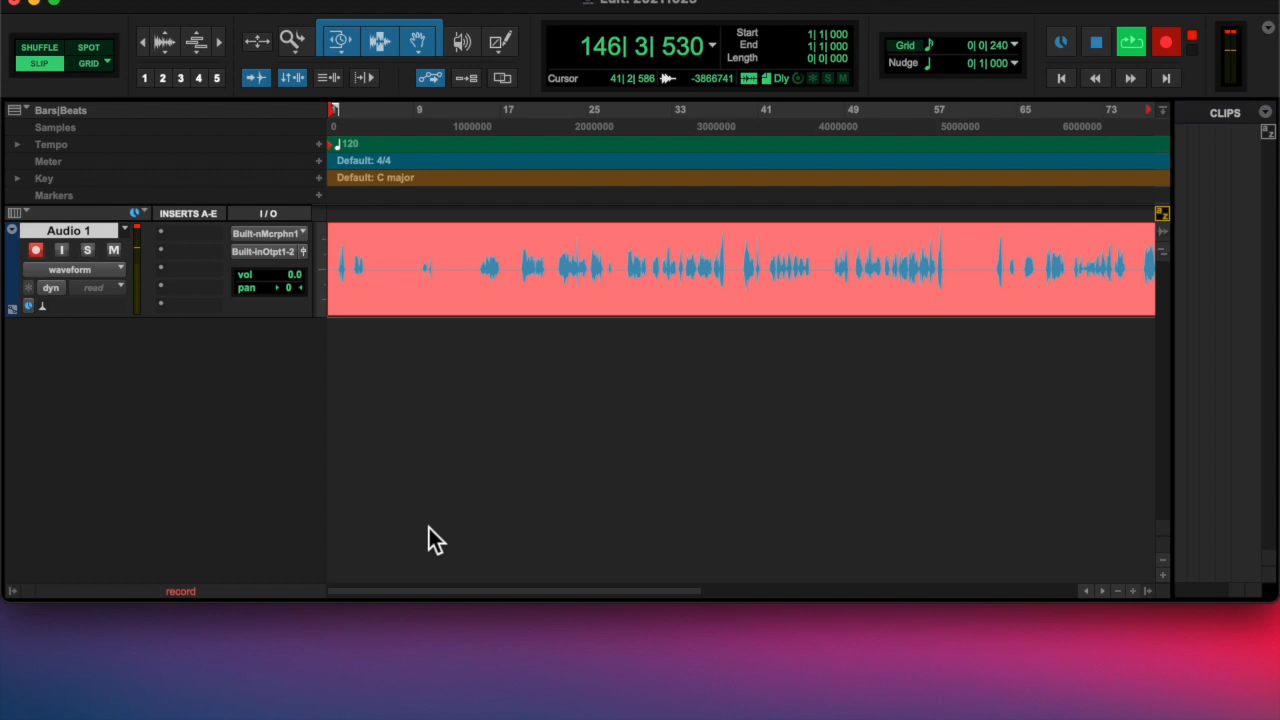 SHUFFLE SPOT
SLIP GRID
1 2 3 4 5
146| 3| 530
Start 1| 1| 000
End 1| 1| 000
Length 0| 0| 000
Cursor 41| 2| 586 -3866741 Dly S M
Grid 0| 0| 240
Nudge 0| 1| 000
Bars|Beats 9 17 25 33 41 49 57 65 73
Samples 0 1000000 2000000 3000000 4000000 5000000 6000000
Tempo 120
Meter Default: 4/4
Key Default: C major
Markers
CLIPS
INSERTS A-E I / O
Audio 1
Built-nMcrphn1
I S M
Built-inOtpt1-2
waveform
vol 0.0
dyn read
pan 0
record